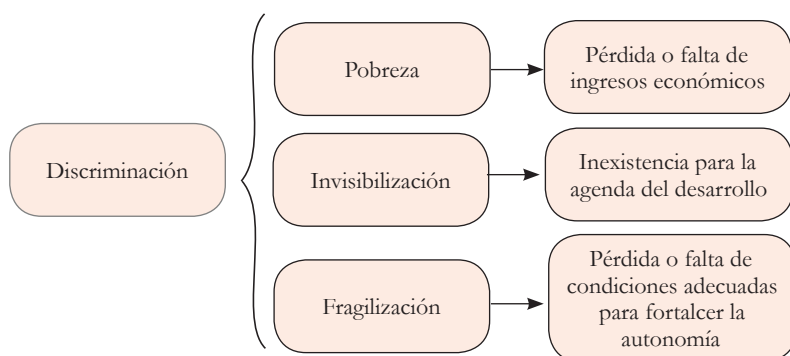 Discriminación
Pobreza
Pérdida o falta de
ingresos económicos
Invisibilización
Inexistencia para la
agenda del desarrollo
Fragilización
Pérdida o falta de
condiciones adecuadas
para fortalcer la
autonomía